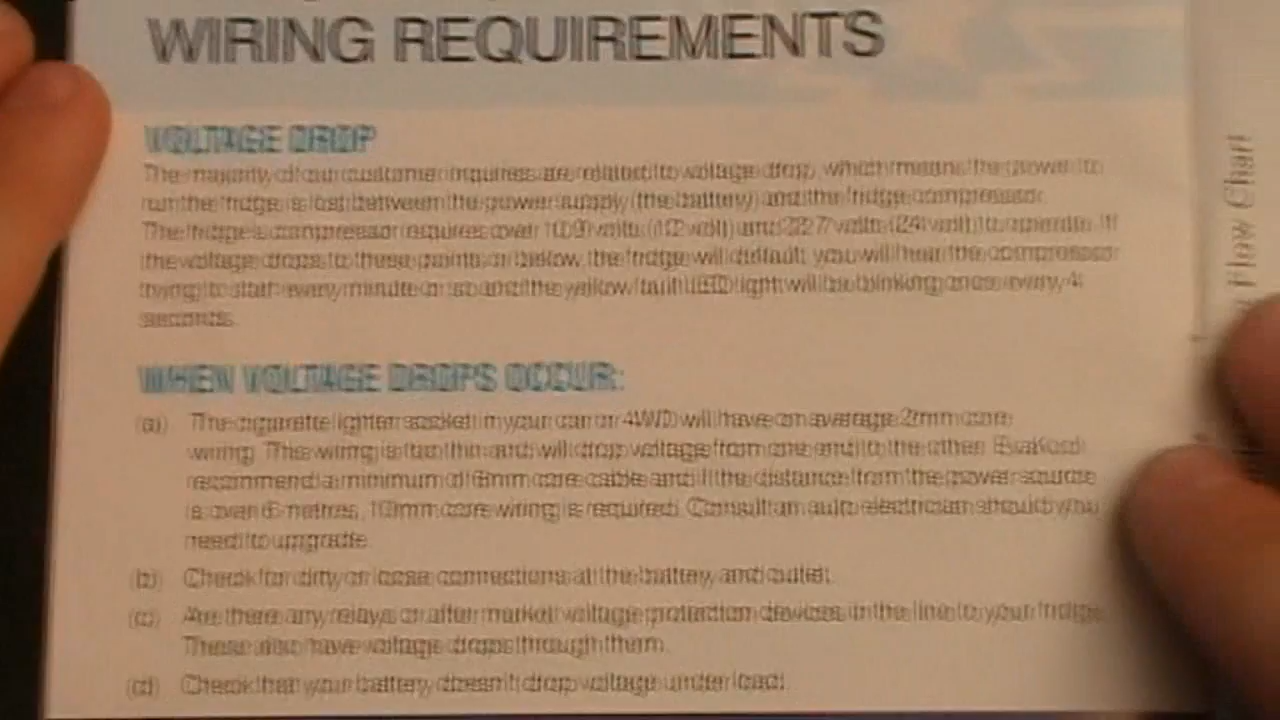 WIRING REQUIREMENTS
VOLTAGE DROP
The majority of our customer inquiries are related to voltage drop, which means the power to
run the fridge is lost between the power supply (the battery) and the fridge compressor.
The fridge's compressor requires over 10.9 volts (12 volt) and 22.7 volts (24 volt) to operate. If
the voltage drops to these points or below, the fridge will default, you will hear the compressor
trying to start every minute or so and the yellow fault LED light will be blinking once every 4
seconds.
WHEN VOLTAGE DROPS OCCUR:
(a) The cigarette lighter socket in your car or 4WD will have on average 2mm core
wiring. This wiring is too thin and will drop voltage from one end to the other. Evakool
recommend a minimum of 6mm core cable and if the distance from the power source
is over 6 metres, 10mm core wiring is required. Consult an auto electrician should you
need to upgrade.
(b) Check for dirty or loose connections at the battery and outlet.
(c) Are there any relays or after market voltage protection devices in the line to your fridge.
These also have voltage drops through them.
(d) Check that your battery doesn't drop voltage under load.
Flow Chart